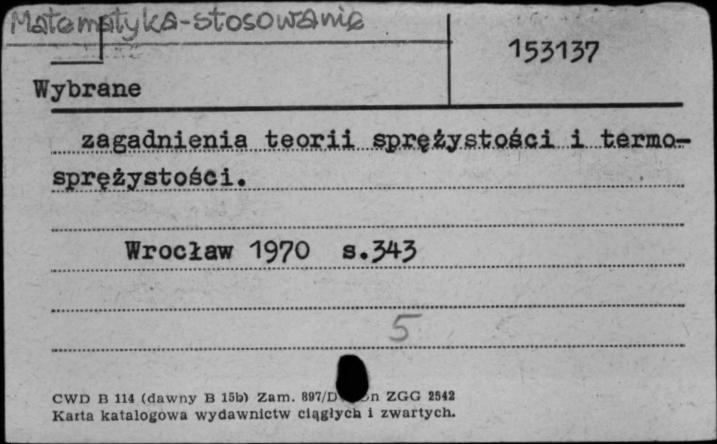 Matematyka-stosowanie
153137
Wybrane
zagadnienia teorii sprężystości i termo-
sprężystości.
Wrocław 1970 s.343
5
CWD B 114 (dawny B 15b) Zam. 897/D ZGG 2542
Karta katalogowa wydawnictw ciągłych i zwartych.